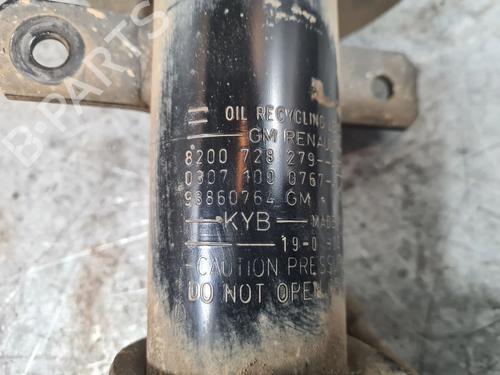 OIL RECYCLING
GM RENAU
8200 728 279
0307 100 0767
93860764 GM
KYB MADE
19-0
CAUTION PRESS
DO NOT OPEN